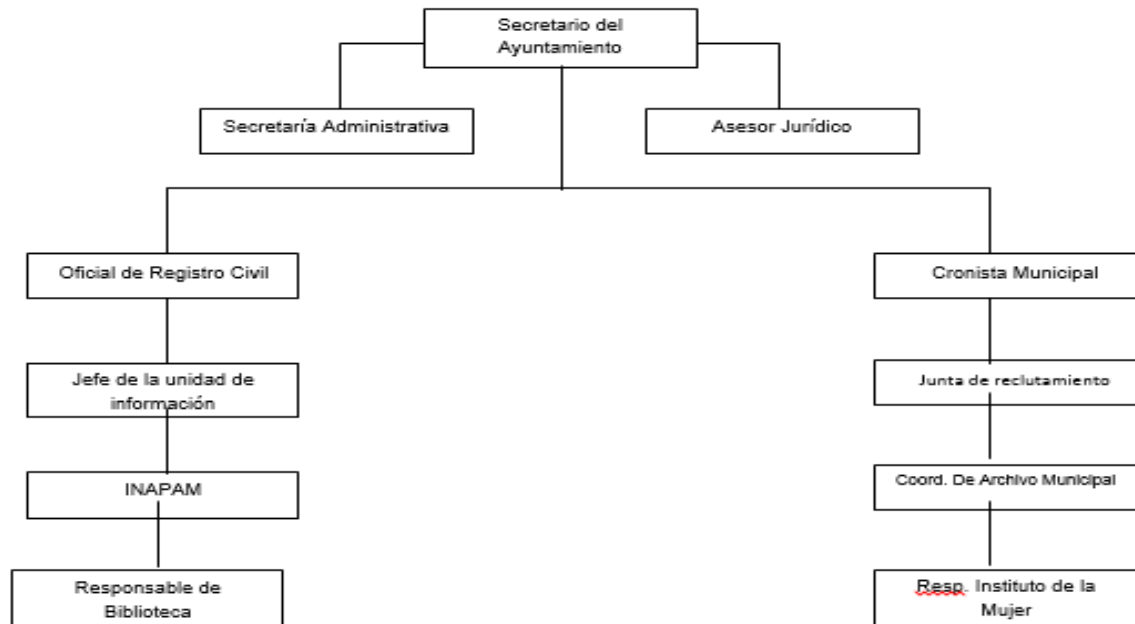 Secretario del
Ayuntamiento
Secretaría Administrativa
Asesor Jurídico
Oficial de Registro Civil
Cronista Municipal
Jefe de la unidad de
información
Junta de reclutamiento
INAPAM
Coord. De Archivo Municipal
Responsable de
Biblioteca
Resp. Instituto de la
Mujer